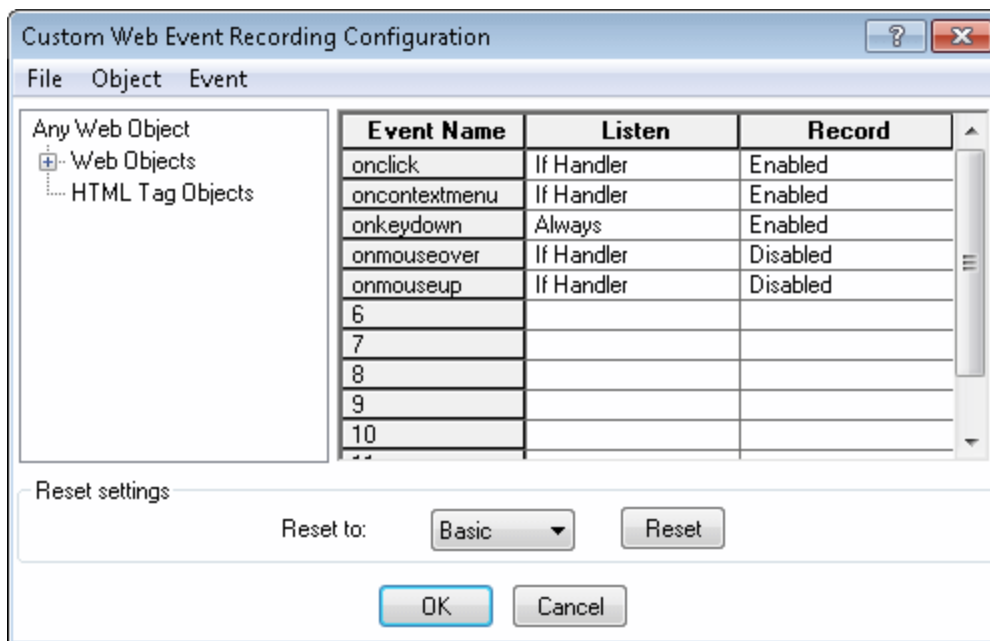 Custom Web Event Recording Configuration
File Object Event
Any Web Object
Web Objects
HTML Tag Objects
Event Name Listen Record
onclick If Handler Enabled
oncontextmenu If Handler Enabled
onkeydown Always Enabled
onmouseover If Handler Disabled
onmouseup If Handler Disabled
6
7
8
9
10
Reset settings
Reset to: Basic Reset
OK Cancel